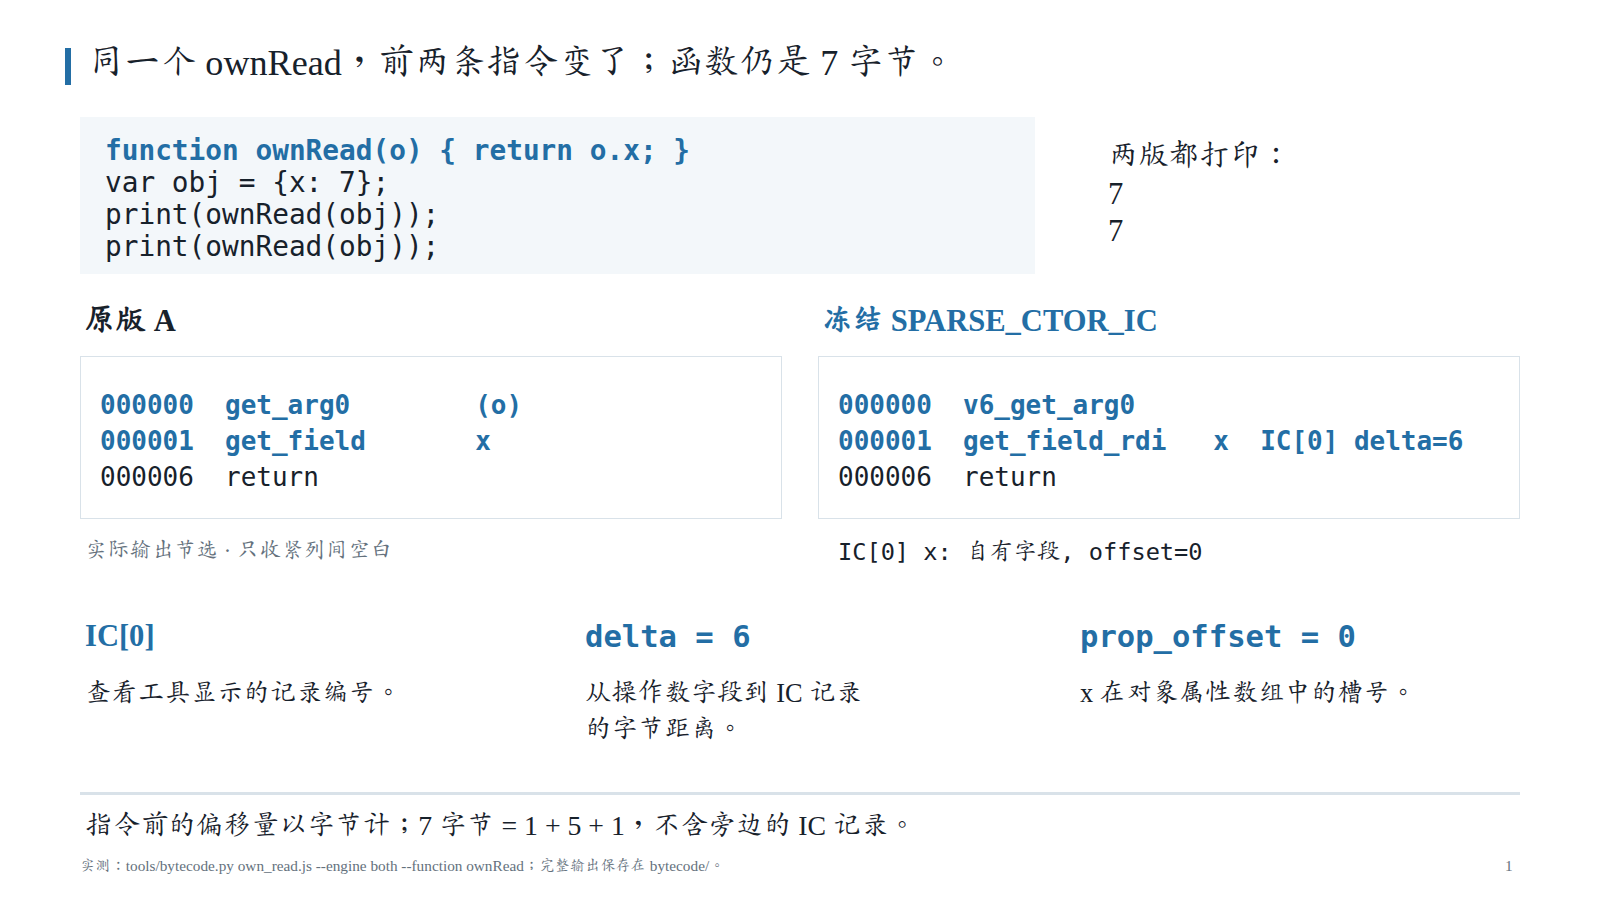 同一个 ownRead，前两条指令变了；函数仍是 7 字节。
function ownRead(o) { return o.x; }
var obj = {x: 7};
print(ownRead(obj));
print(ownRead(obj));
两版都打印：
7
7
原版 A
000000  get_arg0        (o)
000001  get_field       x
000006  return
实际输出节选 · 只收紧列间空白
冻结 SPARSE_CTOR_IC
000000  v6_get_arg0
000001  get_field_rdi   x  IC[0] delta=6
000006  return
IC[0] x: 自有字段, offset=0
IC[0]
查看工具显示的记录编号。
delta = 6
从操作数字段到 IC 记录
的字节距离。
prop_offset = 0
x 在对象属性数组中的槽号。
指令前的偏移量以字节计；7 字节 = 1 + 5 + 1，不含旁边的 IC 记录。
实测：tools/bytecode.py own_read.js --engine both --function ownRead；完整输出保存在 bytecode/。
1